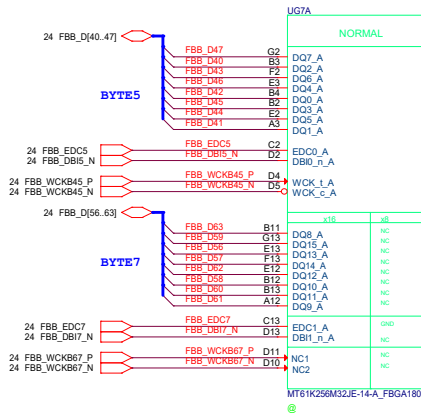 UG7A
NORMAL
24 FBB_D[40..47]
FBB_D47 G2 DQ7_A
FBB_D40 B3 DQ2_A
FBB_D43 F2 DQ6_A
FBB_D46 E3 DQ4_A
BYTE5
FBB_D42 B4 DQ0_A
FBB_D45 B2 DQ3_A
FBB_D44 E2 DQ5_A
FBB_D41 A3 DQ1_A
24 FBB_EDC5 FBB_EDC5 C2 EDC0_A
24 FBB_DBI5_N FBB_DBI5_N D2 DBI0_n_A
24 FBB_WCKB45_P FBB_WCKB45_P D4 WCK_t_A
24 FBB_WCKB45_N FBB_WCKB45_N D5 WCK_c_A
24 FBB_D[56..63]
x16 x8
FBB_D63 B11 DQ8_A NC
FBB_D59 G13 DQ15_A NC
FBB_D56 E13 DQ13_A NC
BYTE7
FBB_D57 F13 DQ14_A NC
FBB_D62 E12 DQ12_A NC
FBB_D58 B12 DQ10_A NC
FBB_D60 B13 DQ11_A NC
FBB_D61 A12 DQ9_A NC
24 FBB_EDC7 FBB_EDC7 C13 EDC1_A GND
24 FBB_DBI7_N FBB_DBI7_N D13 DBI1_n_A NC
24 FBB_WCKB67_P FBB_WCKB67_P D11 NC1 NC
24 FBB_WCKB67_N FBB_WCKB67_N D10 NC2 NC
MT61K256M32JE-14-A_FBGA180
@